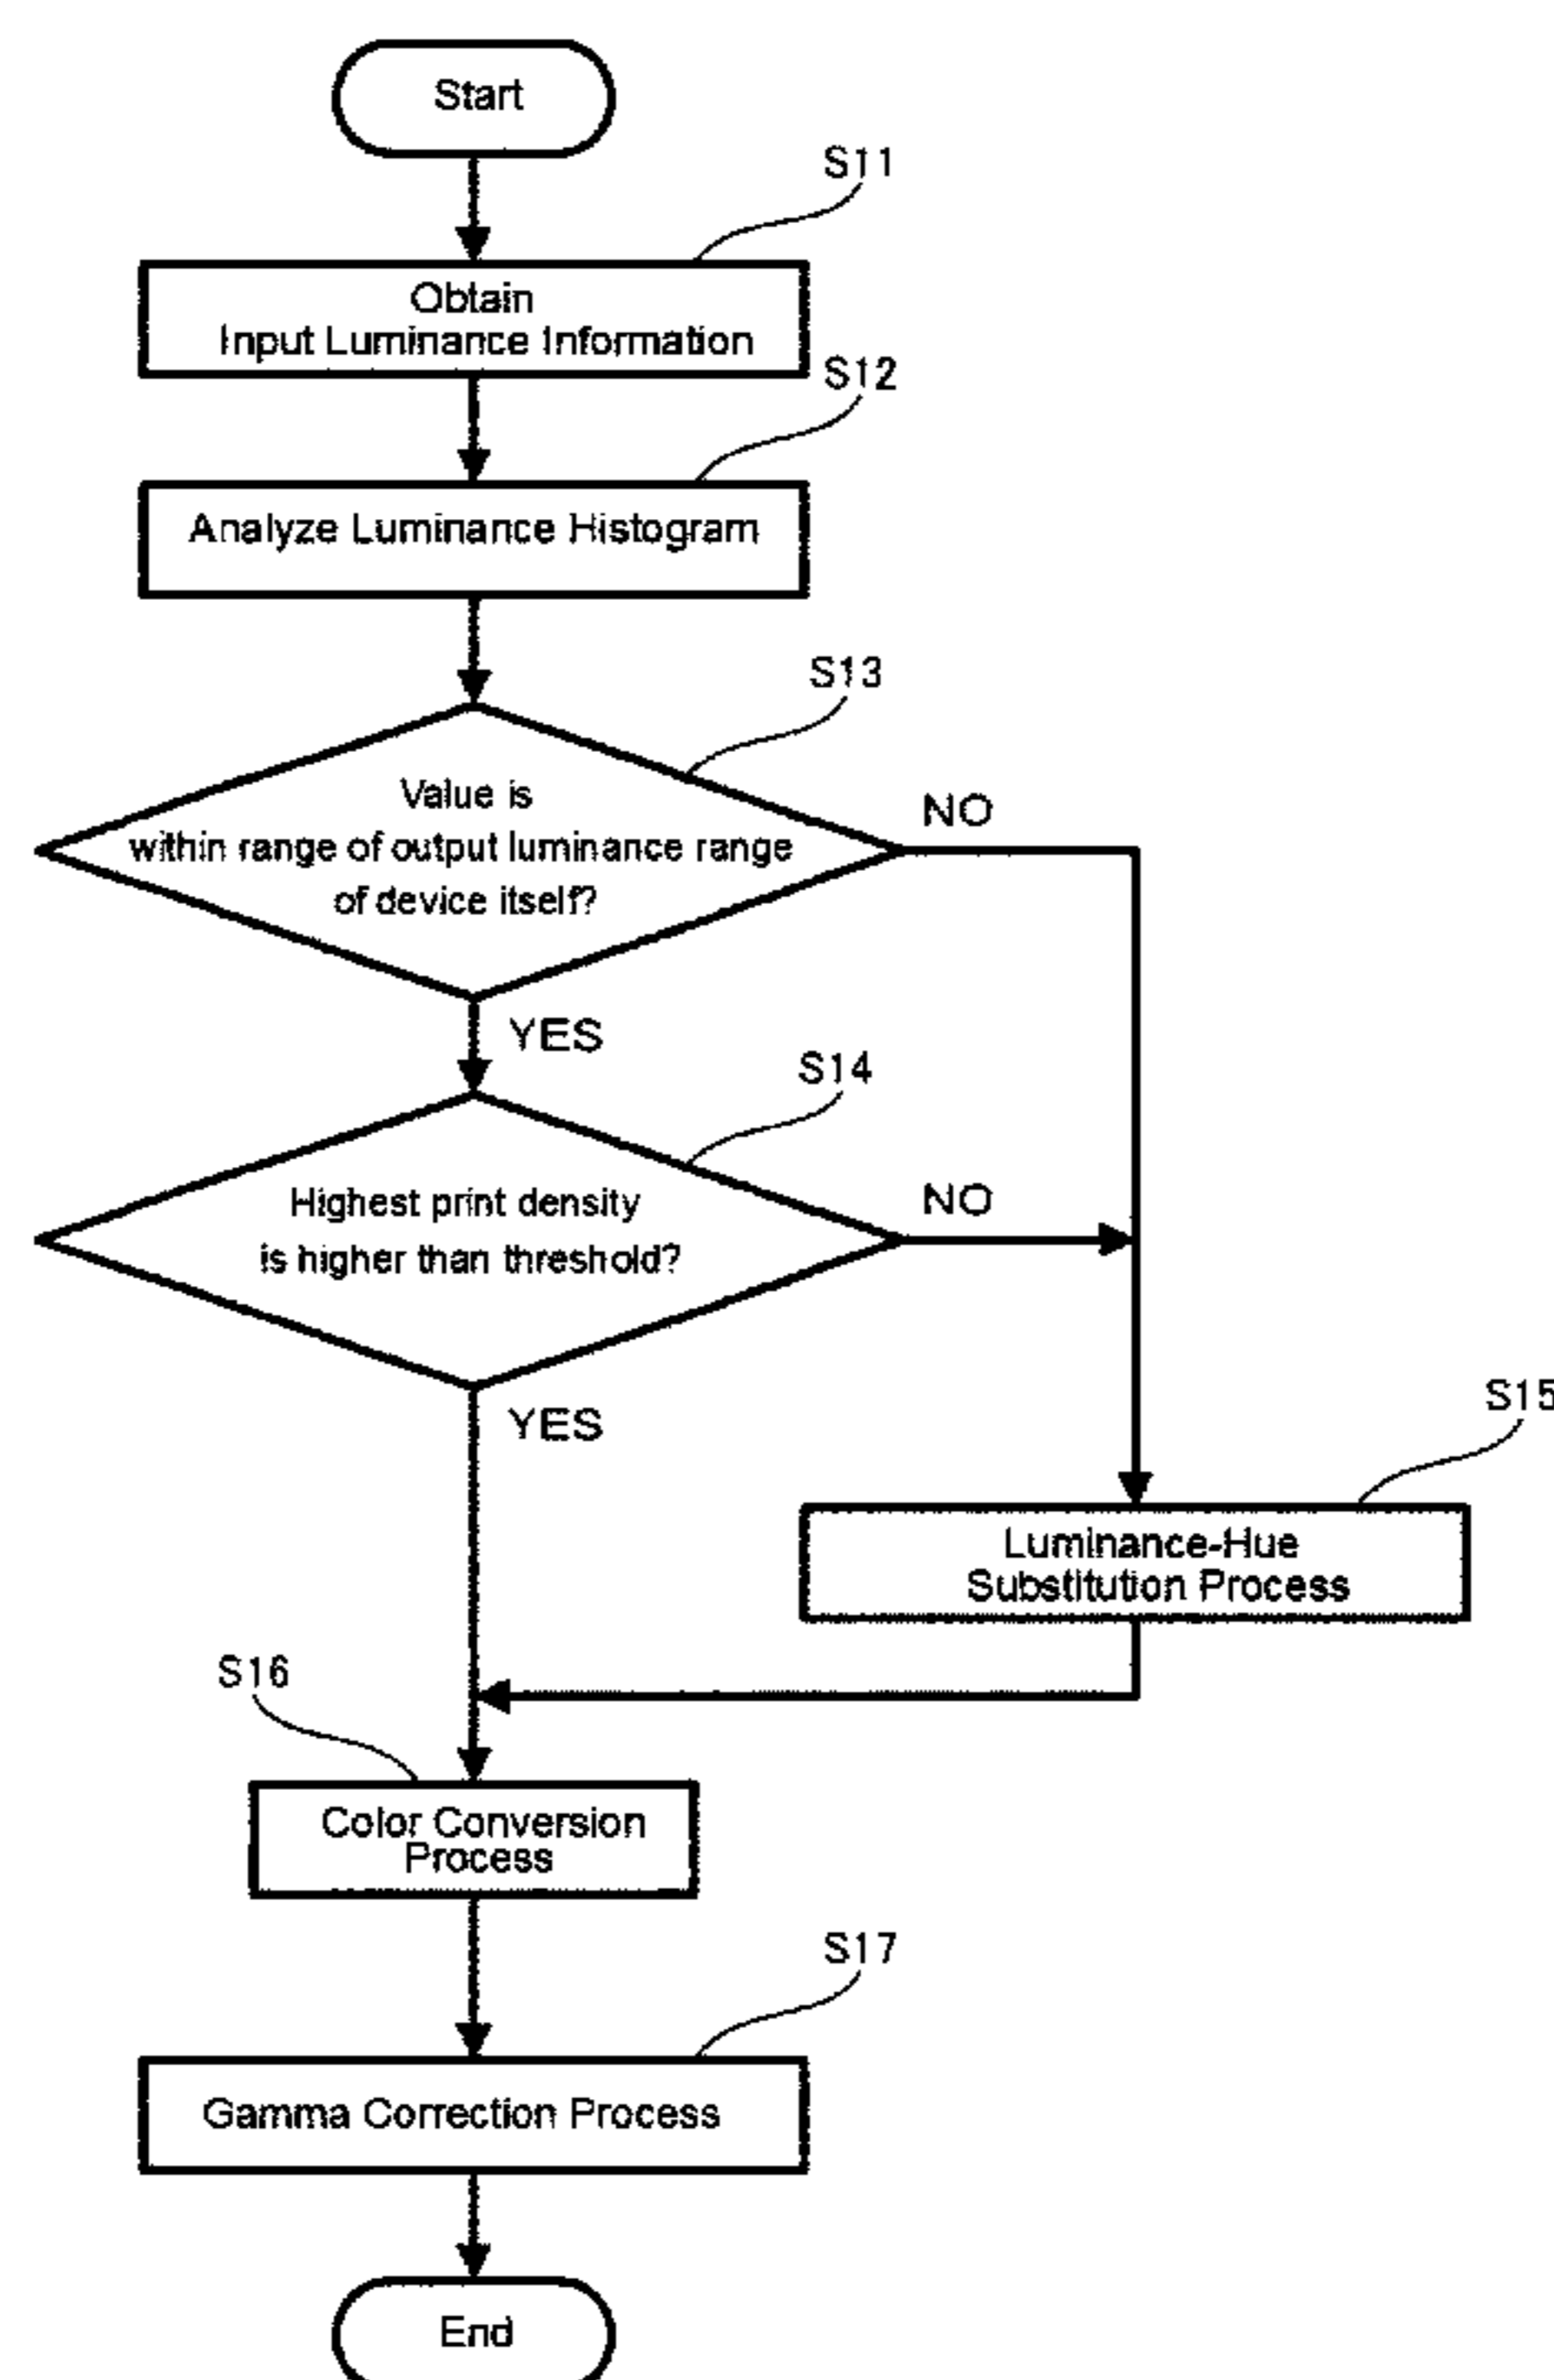 Start
S11
Obtain
Input Luminance Information
S12
Analyze Luminance Histogram
S13
Value is
within range of output luminance range
of device itself?
NO
YES
S14
Highest print density
is higher than threshold?
NO
YES
S15
Luminance-Hue
Substitution Process
S16
Color Conversion
Process
S17
Gamma Correction Process
End